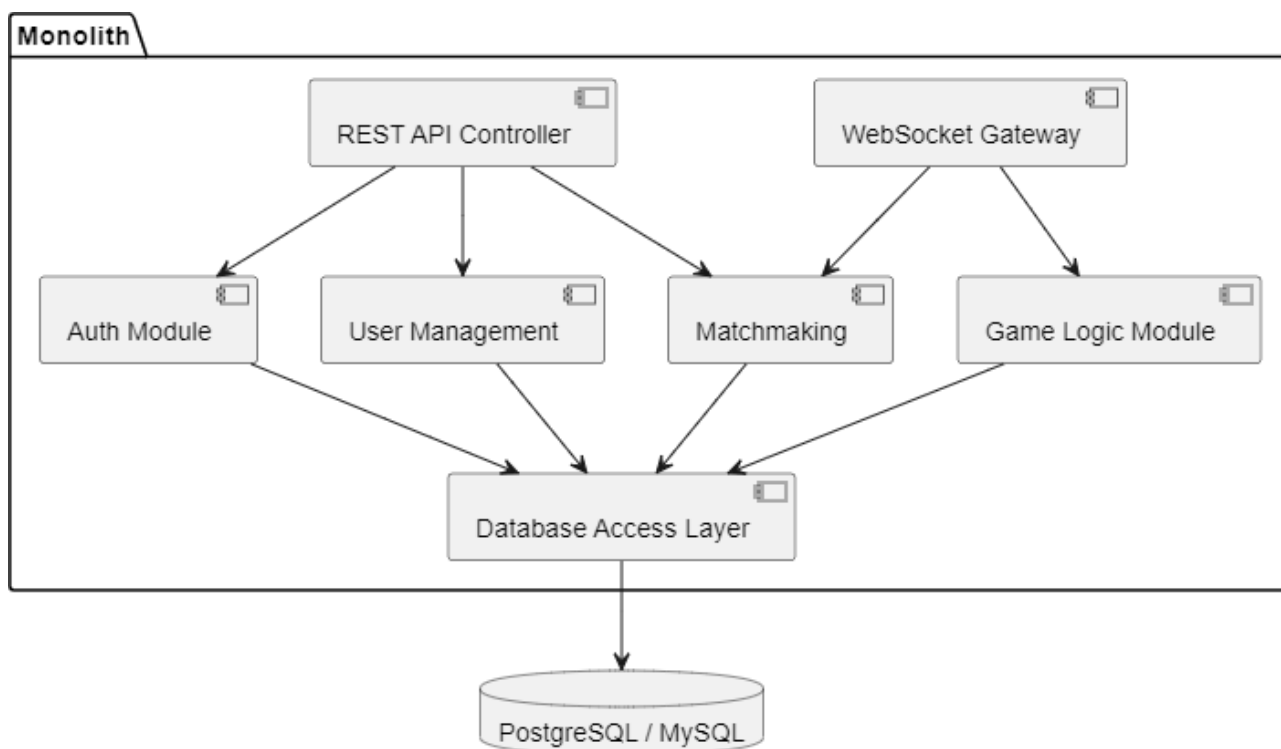 Monolith
REST API Controller
WebSocket Gateway
Auth Module
User Management
Matchmaking
Game Logic Module
Database Access Layer
PostgreSQL / MySQL